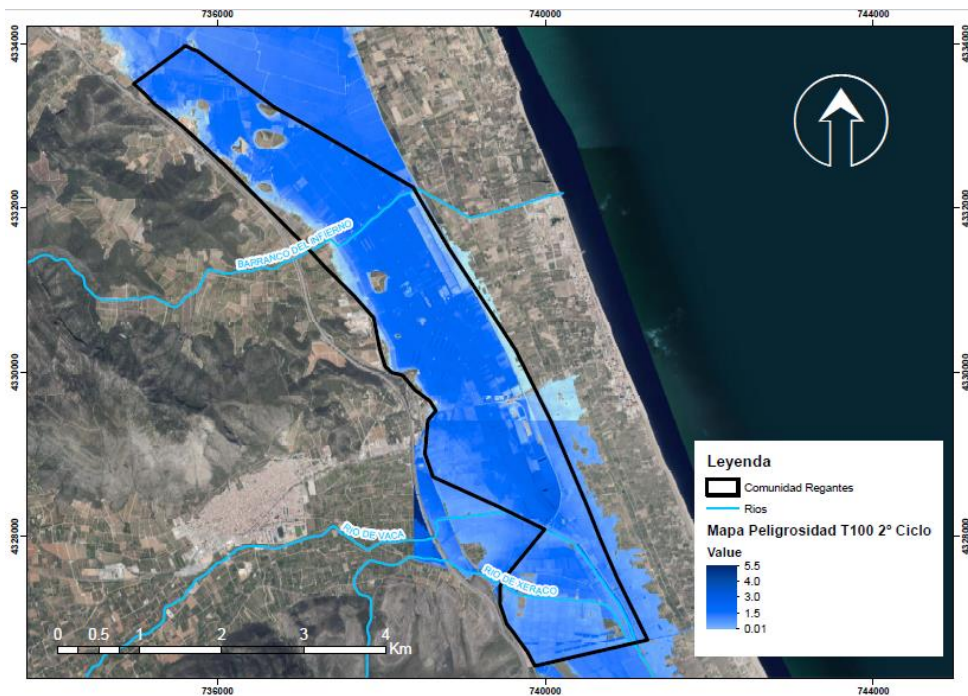 736000
740000
744000
4334000
4334000
4332000
4332000
BARRANCO DEL INFIERNO
4330000
4330000
Leyenda
Comunidad Regantes
Rios
Mapa Peligrosidad T100 2º Ciclo
Value
5.5
4.0
3.0
1.5
0.01
4328000
4328000
RIO DE VACA
RIO DE XERACO
0 0.5 1 2 3 4
Km
736000
740000
744000